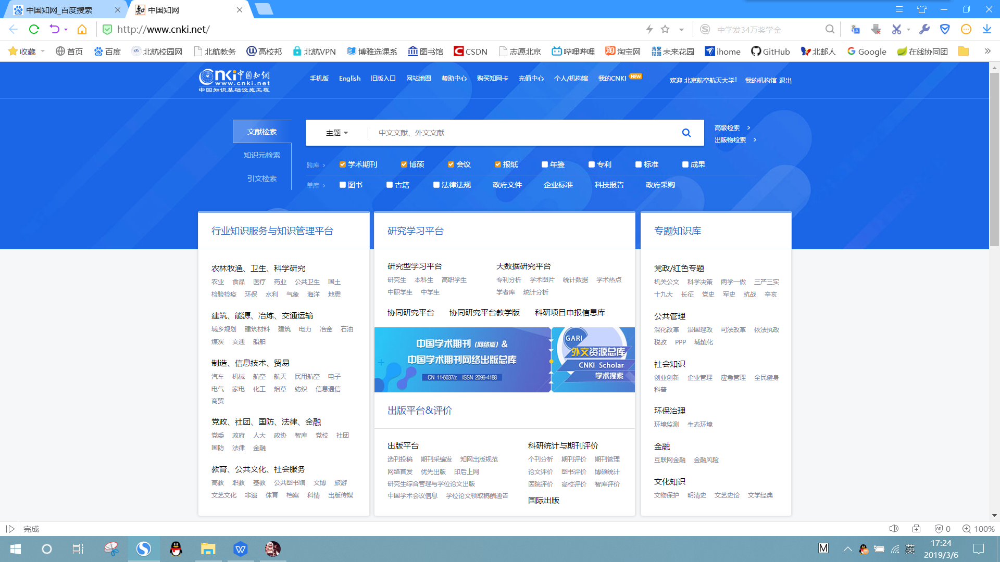 中国知网_百度搜索
中国知网
http://www.cnki.net/
中学发34万奖学金
收藏 首页 百度 北航校园网 北航教务 高校邦 北航VPN 博雅选课系 图书馆 CSDN 志愿北京 哔哩哔哩 淘宝网 未来花园 ihome GitHub 北邮人 Google 在线协同团
cnki中国知網
www.cnki.net
中国知识基础设施工程
手机版 English 旧版入口 网站地图 帮助中心 购买知网卡 充值中心 个人/机构馆 我的CNKI NEW
欢迎 北京航空航天大学! 我的机构馆 退出
文献检索
知识元检索
引文检索
主题 中文文献、外文文献
高级检索 >
出版物检索 >
跨库 > 学术期刊 博硕 会议 报纸 年鉴 专利 标准 成果
单库 > 图书 古籍 法律法规 政府文件 企业标准 科技报告 政府采购
行业知识服务与知识管理平台
农林牧渔、卫生、科学研究
农业 食品 医疗 药业 公共卫生 国土
检验检疫 环保 水利 气象 海洋 地震
建筑、能源、冶炼、交通运输
城乡规划 建筑材料 建筑 电力 冶金 石油
煤炭 交通 船舶
制造、信息技术、贸易
汽车 机械 航空 航天 民用航空 电子
电气 家电 化工 烟草 纺织 信息通信
商贸
党政、社团、国防、法律、金融
党委 政府 人大 政协 智库 党校 社团
国防 法律 金融
教育、公共文化、社会服务
高教 职教 基教 公共图书馆 文博 旅游
文艺文化 非遗 体育 档案 科情 出版传媒
研究学习平台
研究型学习平台
研究生 本科生 高职学生
中职学生 中学生
大数据研究平台
专利分析 学术图片 统计数据 学术热点
学者库 统计分析
协同研究平台 协同研究平台教学版 科研项目申报信息库
中国学术期刊 (网络版) &
中国学术期刊网络出版总库
CN 11-6037/z ISSN 2096-4188
GARI
外文资源总库
CNKI Scholar
学术搜索
出版平台&评价
出版平台
选刊投稿 期刊采编发 知网出版规范
网络首发 优先出版 印后上网
研究生综合管理与学位论文出版
中国学术会议信息 学位论文领取稿酬通告
科研统计与期刊评价
个刊分析 期刊评价 期刊管理
论文评价 图书评价 博硕统计
医院评价 高校评价 智库评价
国际出版
专题知识库
党政/红色专题
机关公文 科学决策 两学一做 三严三实
十九大 长征 党史 军史 抗战 辛亥
公共管理
深化改革 治国理政 司法改革 依法执政
税改 PPP 城镇化
社会知识
创业创新 企业管理 应急管理 全民健身
科普
环保治理
环境监测 生态环境
金融
互联网金融 金融风险
文化知识
文物保护 明清史 文艺史论 文学经典
完成
0 100%
M 英
17:24
2019/3/6